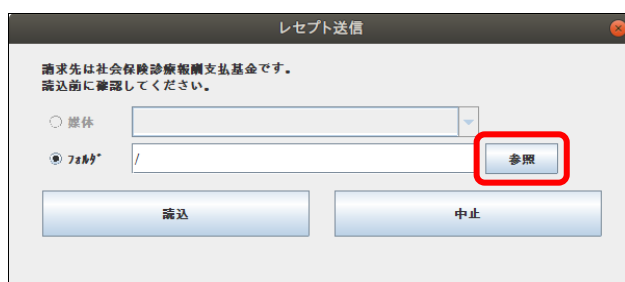 レセプト送信
請求先は社会保険診療報酬支払基金です。
読込前に確認してください。
媒体
ﾌｫﾙﾀﾞ
/
参照
読込
中止